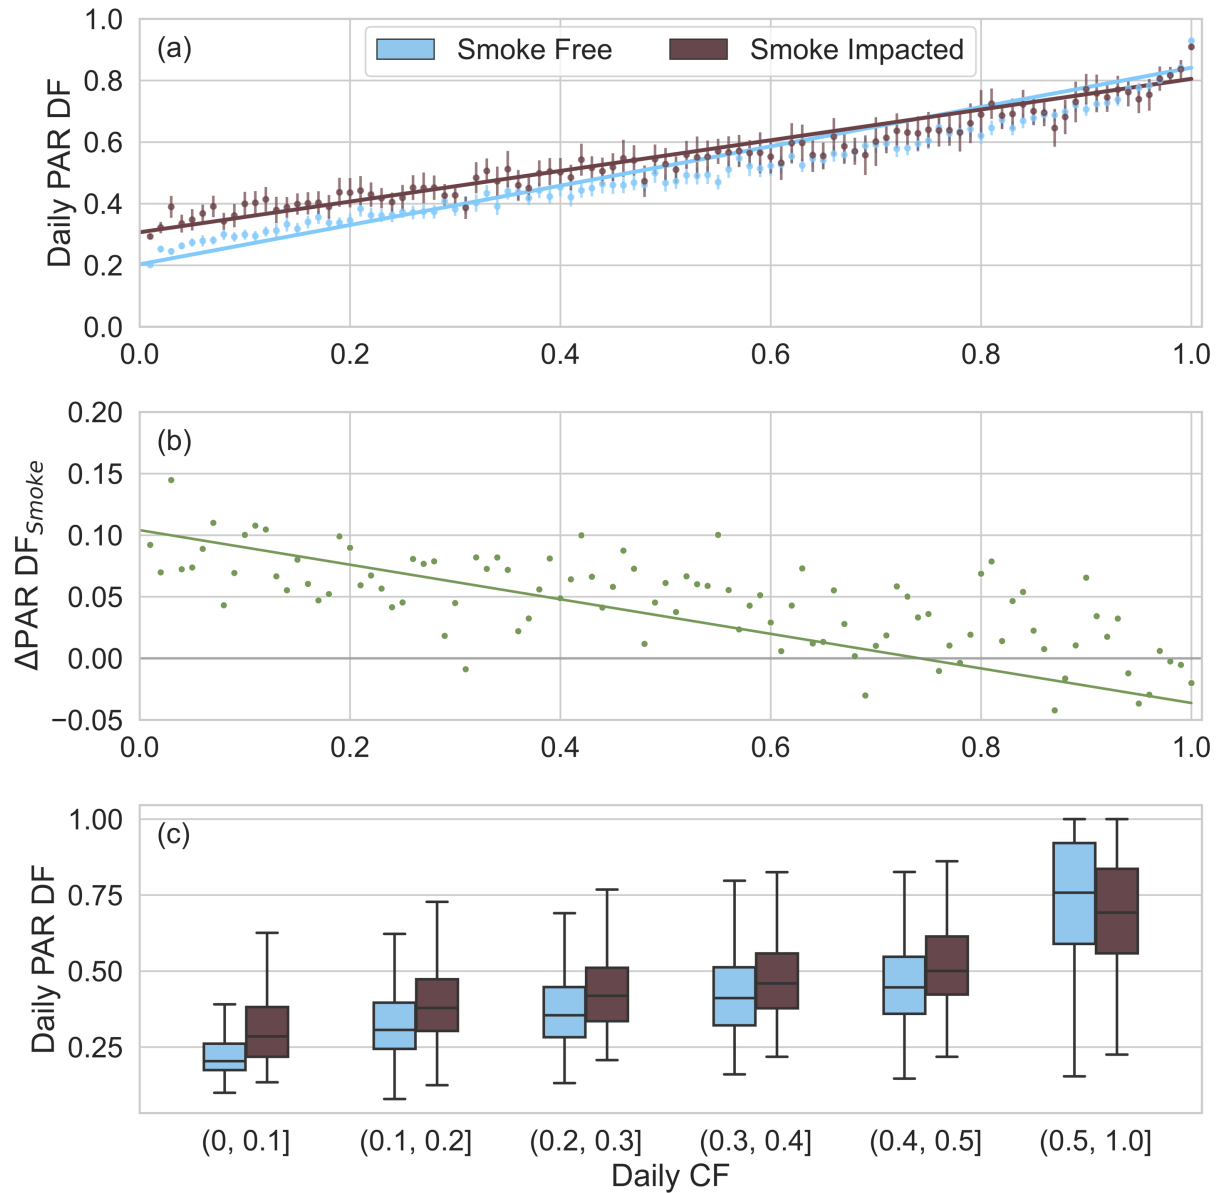 (a)
Smoke Free
Smoke Impacted
Daily PAR DF
1.0
0.8
0.6
0.4
0.2
0.0
0.0 0.2 0.4 0.6 0.8 1.0
(b)
ΔPAR DF_Smoke
0.20
0.15
0.10
0.05
0.00
−0.05
0.0 0.2 0.4 0.6 0.8 1.0
(c)
Daily PAR DF
1.00
0.75
0.50
0.25
(0, 0.1] (0.1, 0.2] (0.2, 0.3] (0.3, 0.4] (0.4, 0.5] (0.5, 1.0]
Daily CF